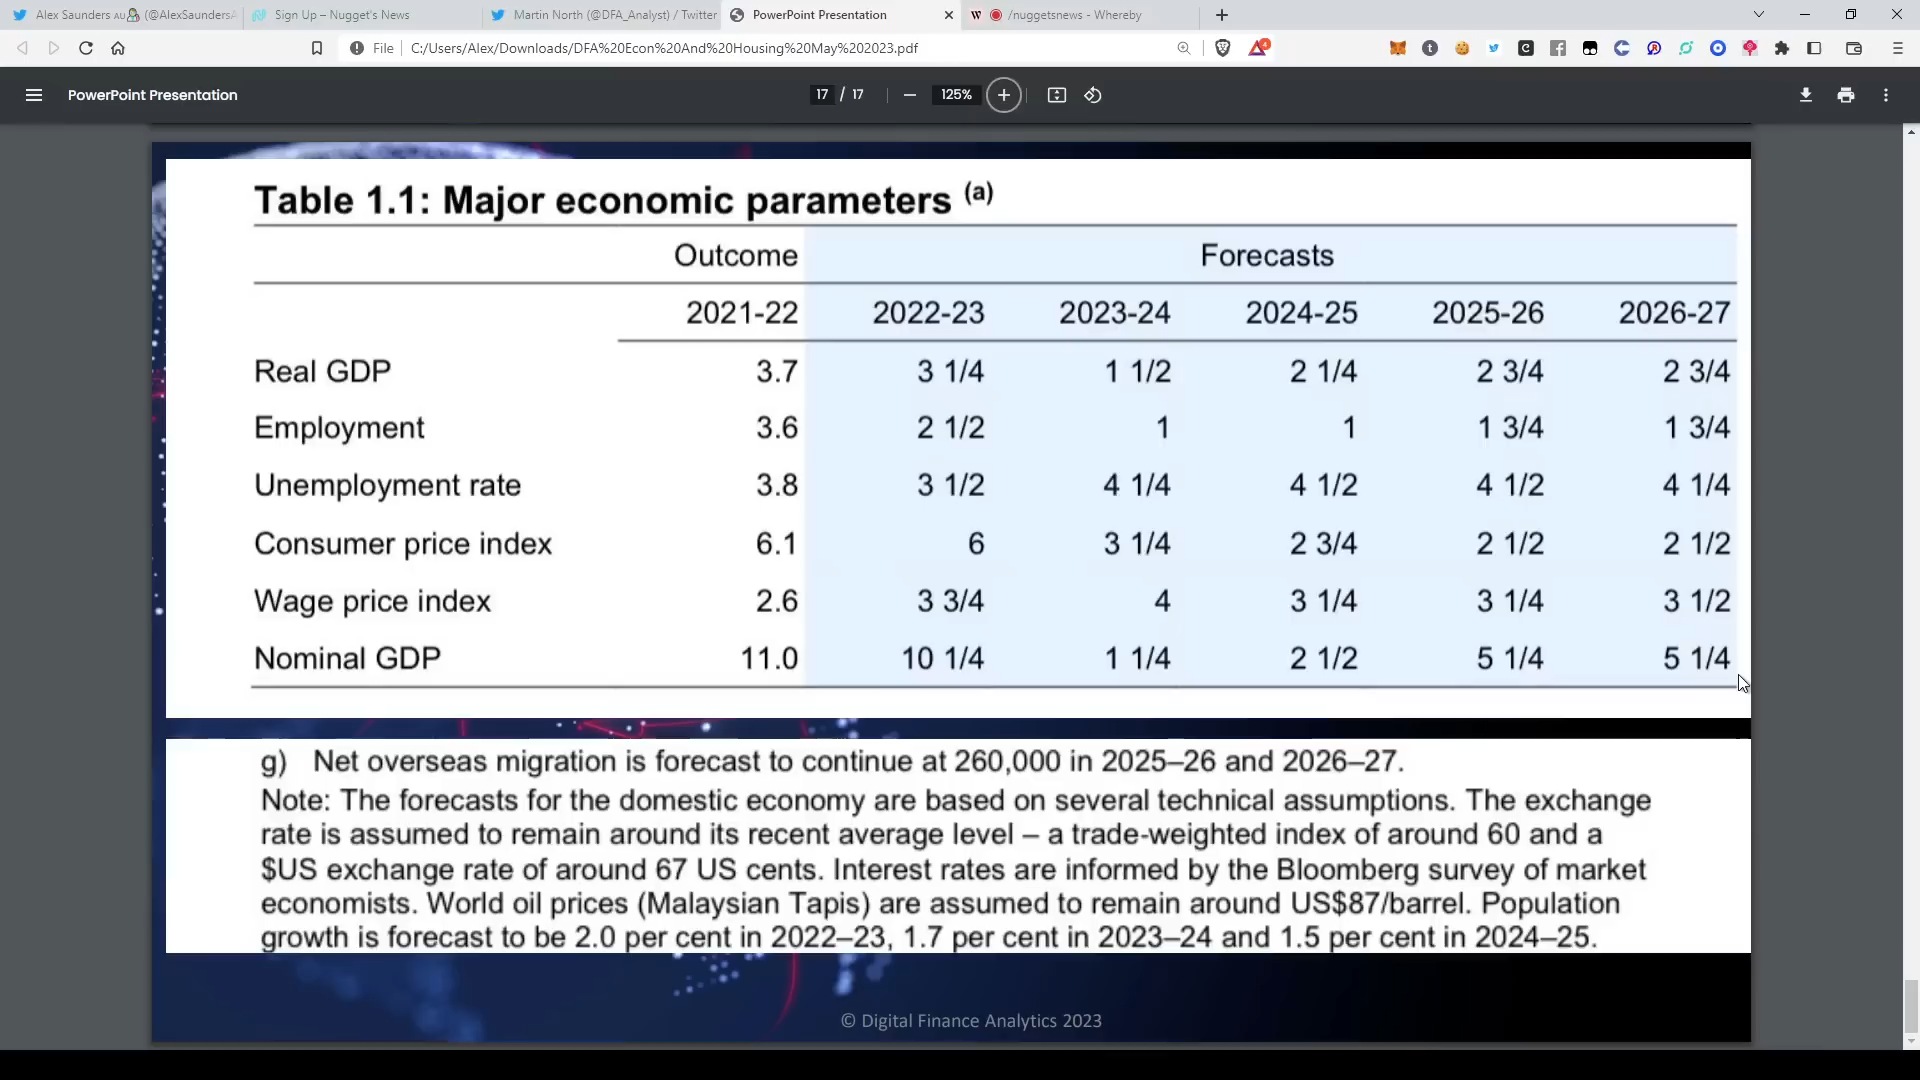 Alex Saunders AU (@AlexSaundersA
Sign Up – Nugget's News
Martin North (@DFA_Analyst) / Twitter
PowerPoint Presentation
/nuggetsnews - Whereby
File
C:/Users/Alex/Downloads/DFA%20Econ%20And%20Housing%20May%202023.pdf
4
PowerPoint Presentation
17 / 17
125%
Table 1.1: Major economic parameters (a)
Outcome Forecasts
2021-22 2022-23 2023-24 2024-25 2025-26 2026-27
Real GDP 3.7 3 1/4 1 1/2 2 1/4 2 3/4 2 3/4
Employment 3.6 2 1/2 1 1 1 3/4 1 3/4
Unemployment rate 3.8 3 1/2 4 1/4 4 1/2 4 1/2 4 1/4
Consumer price index 6.1 6 3 1/4 2 3/4 2 1/2 2 1/2
Wage price index 2.6 3 3/4 4 3 1/4 3 1/4 3 1/2
Nominal GDP 11.0 10 1/4 1 1/4 2 1/2 5 1/4 5 1/4
g) Net overseas migration is forecast to continue at 260,000 in 2025–26 and 2026–27.
Note: The forecasts for the domestic economy are based on several technical assumptions. The exchange
rate is assumed to remain around its recent average level – a trade-weighted index of around 60 and a
$US exchange rate of around 67 US cents. Interest rates are informed by the Bloomberg survey of market
economists. World oil prices (Malaysian Tapis) are assumed to remain around US$87/barrel. Population
growth is forecast to be 2.0 per cent in 2022–23, 1.7 per cent in 2023–24 and 1.5 per cent in 2024–25.
© Digital Finance Analytics 2023